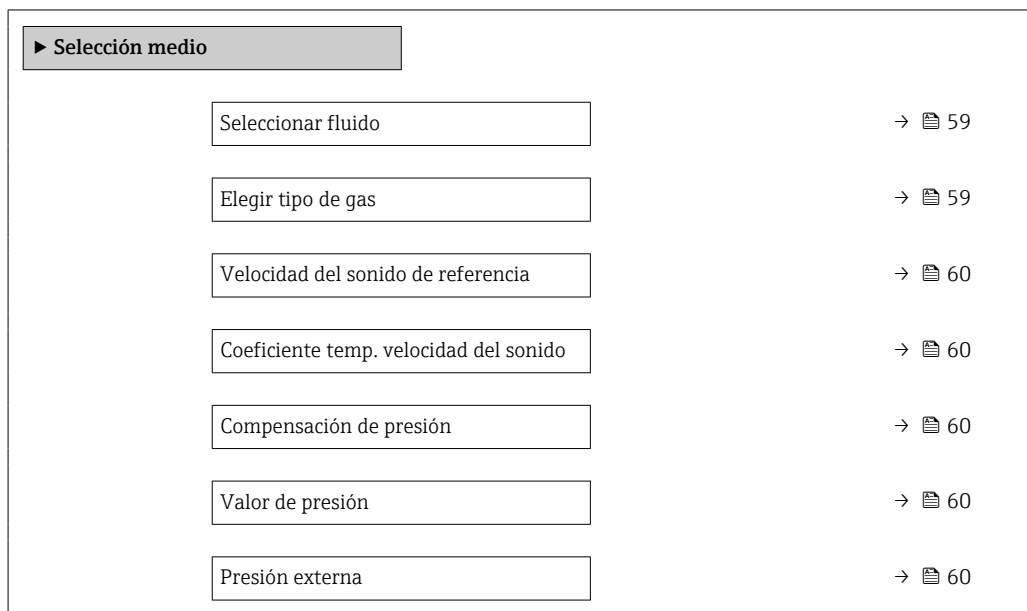 ▶ Selección medio
Seleccionar fluido → 59
Elegir tipo de gas → 59
Velocidad del sonido de referencia → 60
Coeficiente temp. velocidad del sonido → 60
Compensación de presión → 60
Valor de presión → 60
Presión externa → 60